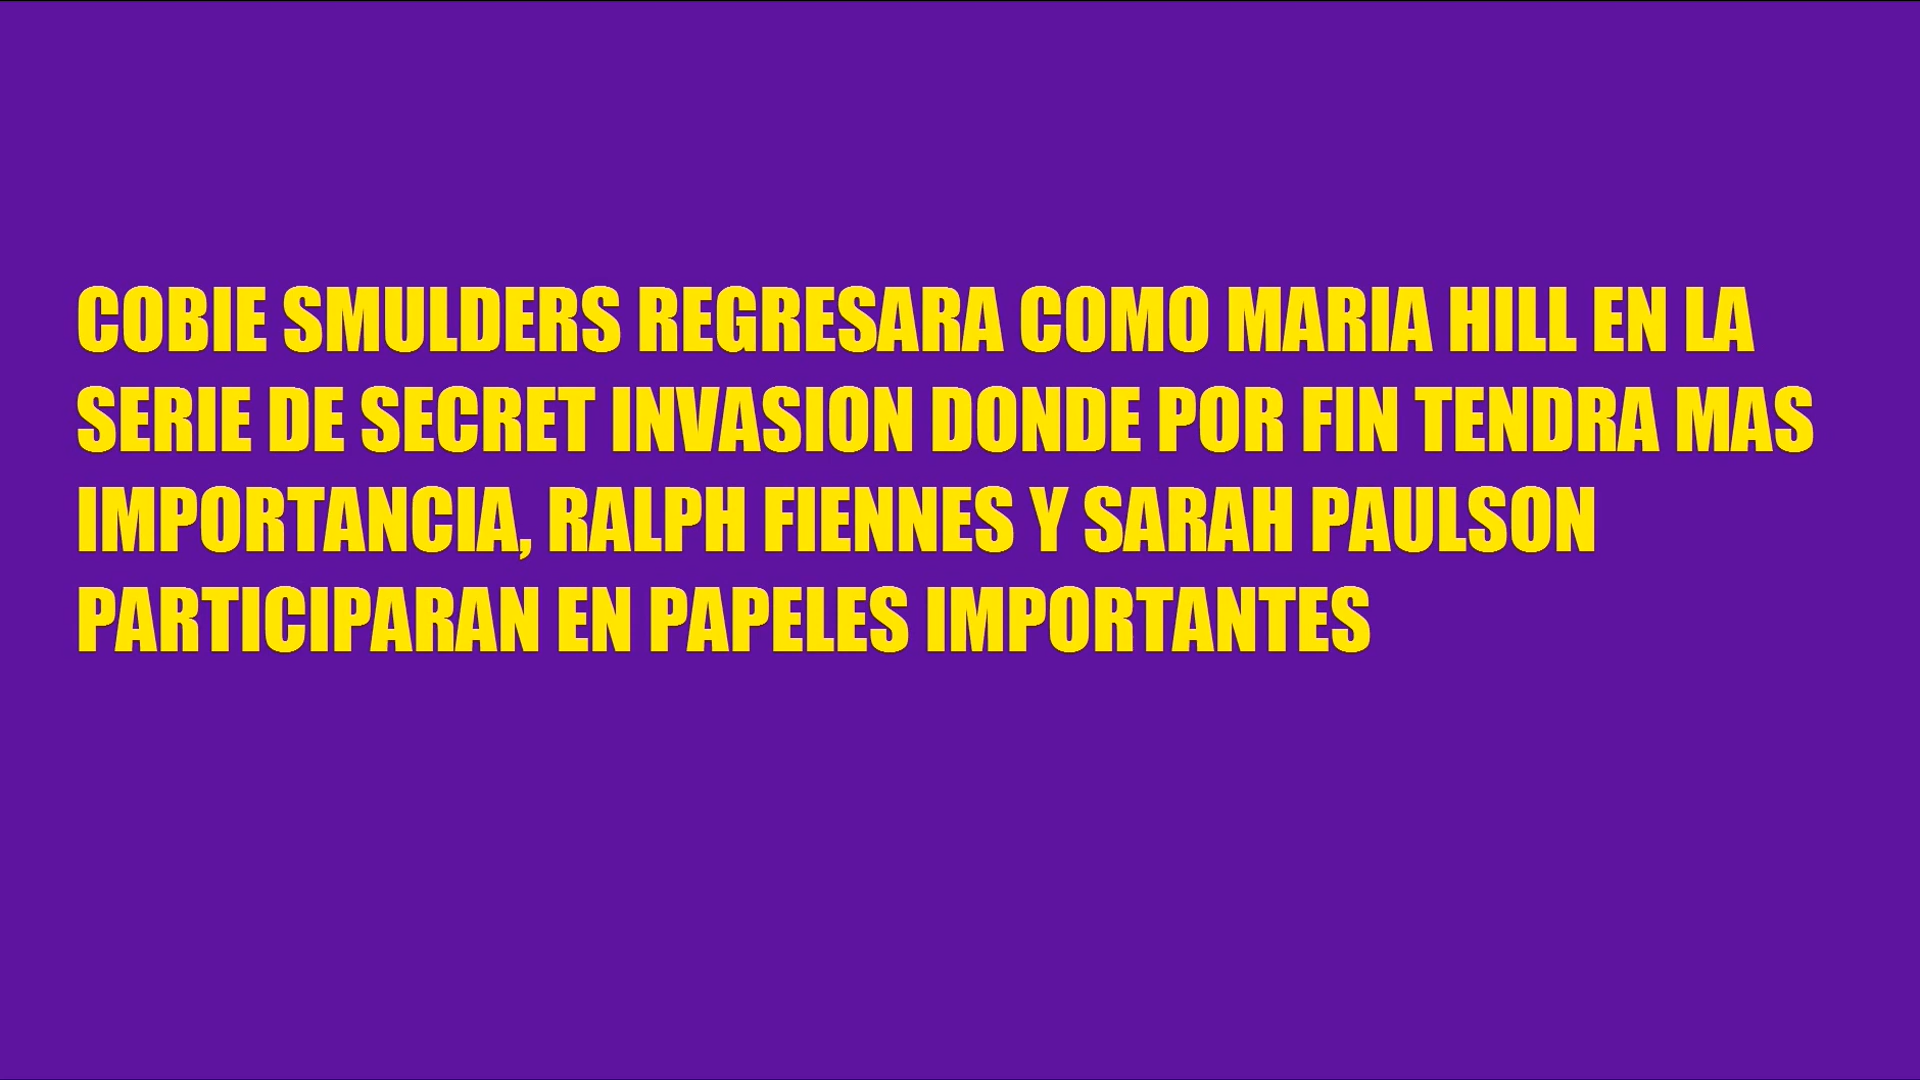 COBIE SMULDERS REGRESARA COMO MARIA HILL EN LA
SERIE DE SECRET INVASION DONDE POR FIN TENDRA MAS
IMPORTANCIA, RALPH FIENNES Y SARAH PAULSON
PARTICIPARAN EN PAPELES IMPORTANTES